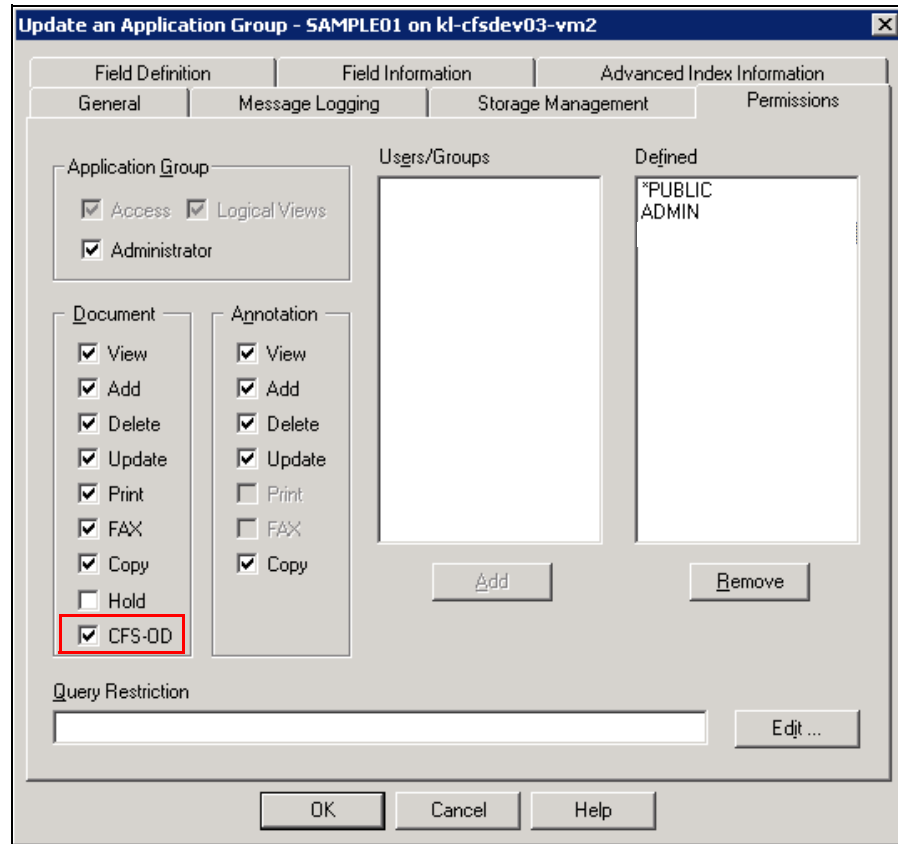 Update an Application Group - SAMPLE01 on kl-cfsdev03-vm2
Field Definition Field Information Advanced Index Information
General Message Logging Storage Management Permissions
Application Group
Access Logical Views
Administrator
Users/Groups
Defined
*PUBLIC
ADMIN
Document
View
Add
Delete
Update
Print
FAX
Copy
Hold
CFS-OD
Annotation
View
Add
Delete
Update
Print
FAX
Copy
Add
Remove
Query Restriction
Edit ...
OK Cancel Help